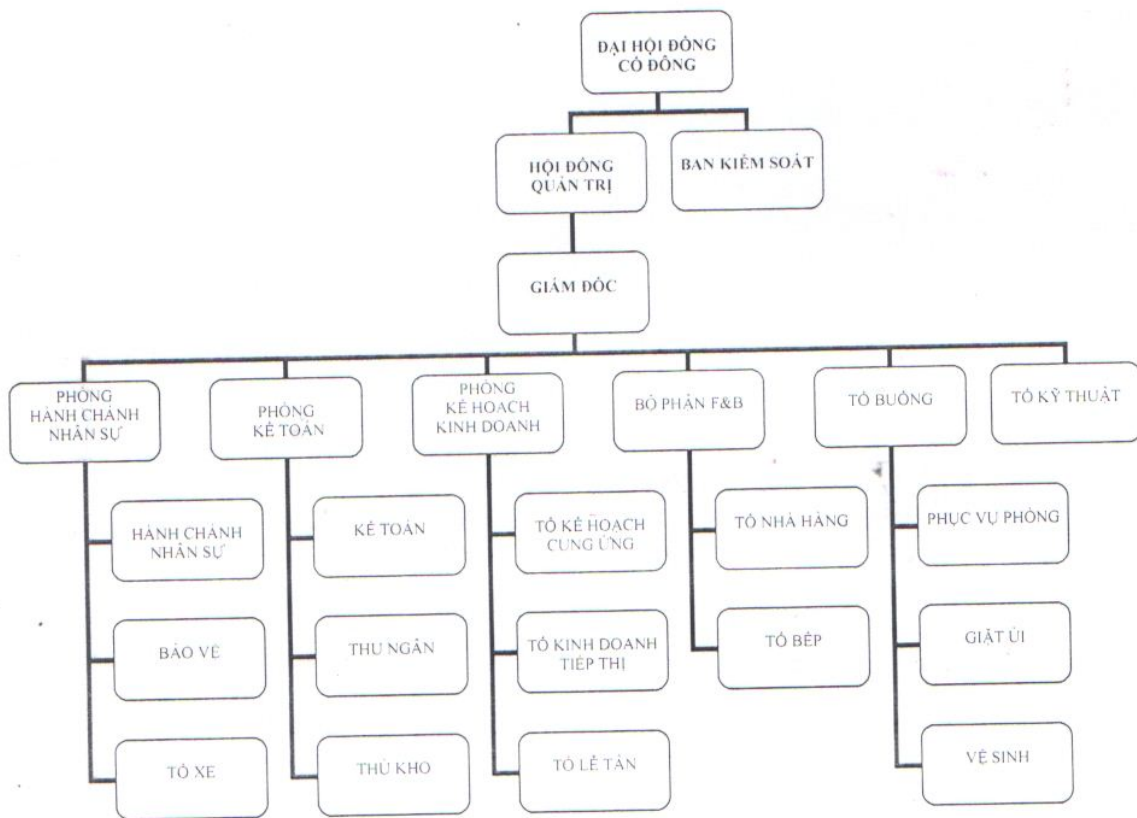 ĐẠI HỘI ĐỒNG
CỔ ĐÔNG
HỘI ĐỒNG
QUẢN TRỊ
BAN KIỂM SOÁT
GIÁM ĐỐC
PHÒNG
HÀNH CHÁNH
NHÂN SỰ
PHÒNG
KẾ TOÁN
PHÒNG
KẾ HOẠCH
KINH DOANH
BỘ PHẬN F&B
TỔ BUỒNG
TỔ KỸ THUẬT
HÀNH CHÁNH
NHÂN SỰ
KẾ TOÁN
TỔ KẾ HOẠCH
CUNG ỨNG
TỔ NHÀ HÀNG
PHỤC VỤ PHÒNG
BẢO VỆ
THU NGÂN
TỔ KINH DOANH
TIẾP THỊ
TỔ BẾP
GIẶT ỦI
TỔ XE
THỦ KHO
TỔ LỄ TÂN
VỆ SINH